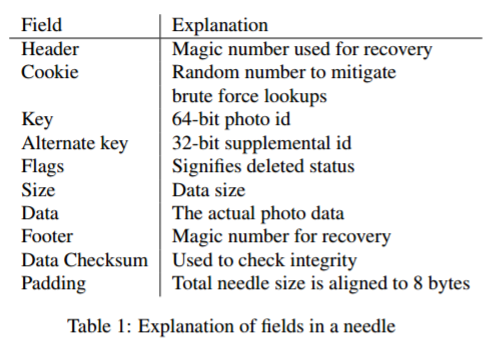 Field Explanation
Header Magic number used for recovery
Cookie Random number to mitigate
brute force lookups
Key 64-bit photo id
Alternate key 32-bit supplemental id
Flags Signifies deleted status
Size Data size
Data The actual photo data
Footer Magic number for recovery
Data Checksum Used to check integrity
Padding Total needle size is aligned to 8 bytes
Table 1: Explanation of fields in a needle